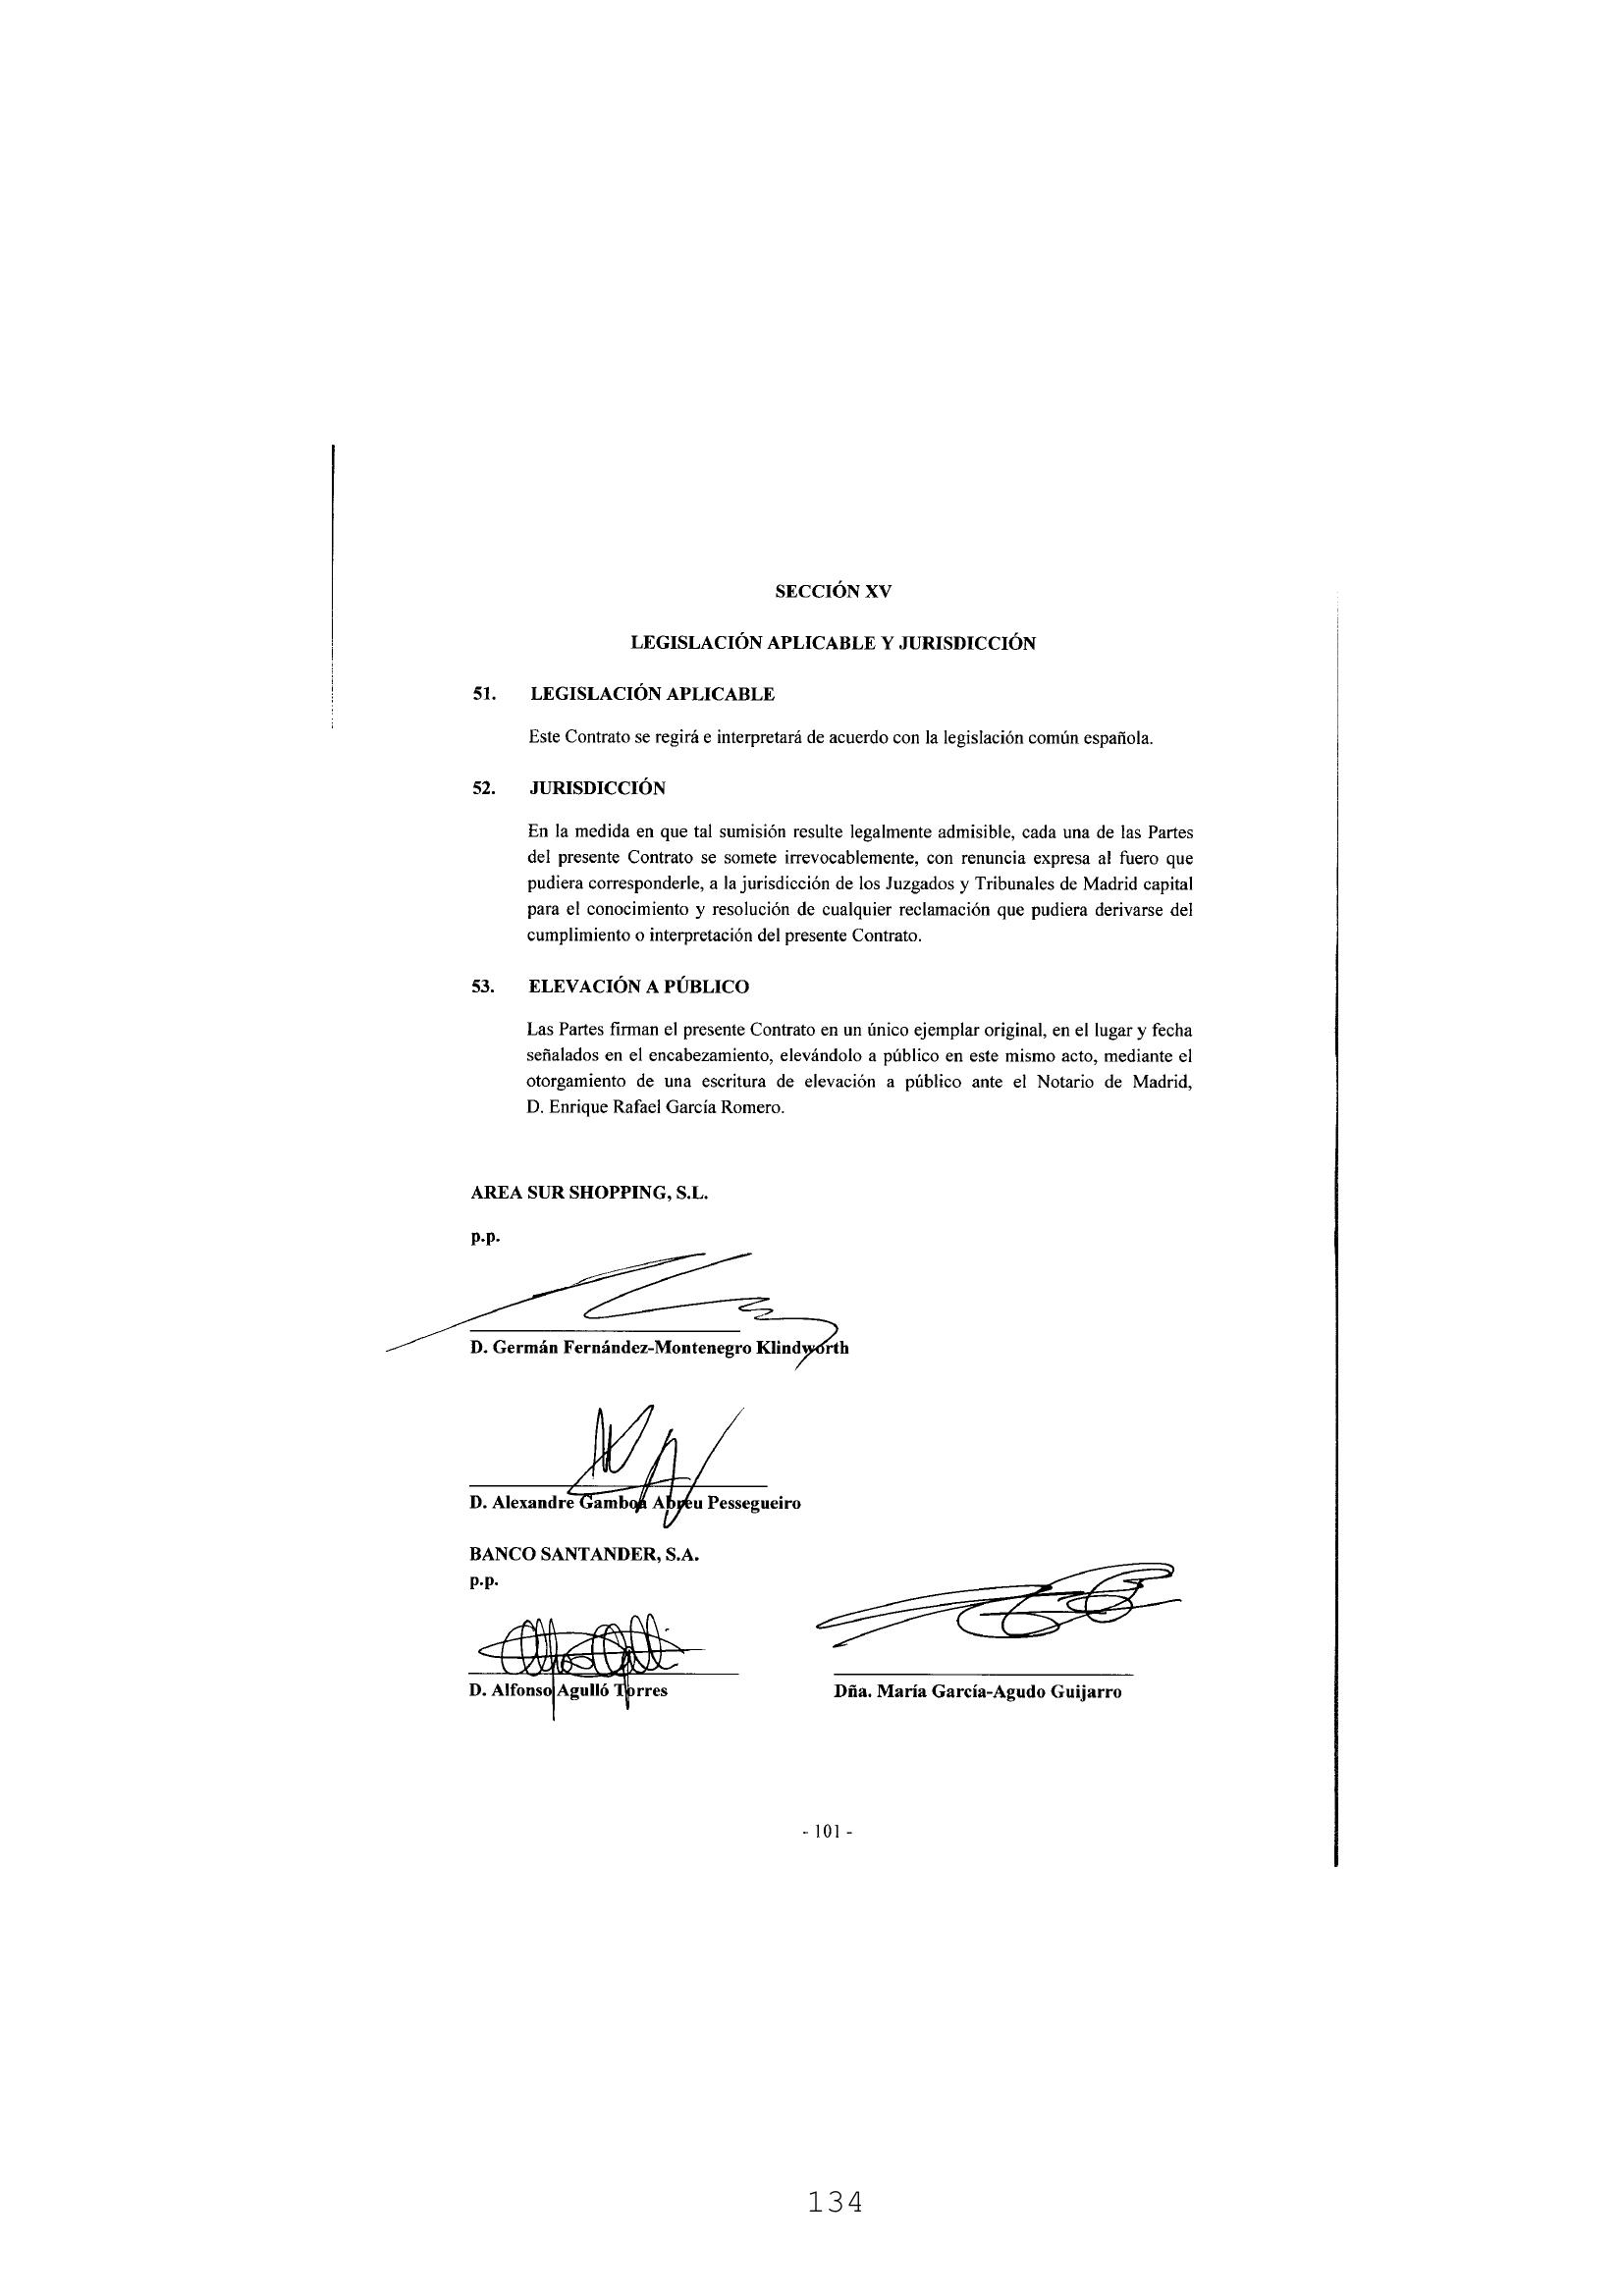 SECCIÓN XV
LEGISLACIÓN APLICABLE Y JURISDICCIÓN
51. LEGISLACIÓN APLICABLE
Este Contrato se regirá e interpretará de acuerdo con la legislación común española.
52. JURISDICCIÓN
En la medida en que tal sumisión resulte legalmente admisible, cada una de las Partes
del presente Contrato se somete irrevocablemente, con renuncia expresa al fuero que
pudiera corresponderle, a la jurisdicción de los Juzgados y Tribunales de Madrid capital
para el conocimiento y resolución de cualquier reclamación que pudiera derivarse del
cumplimiento o interpretación del presente Contrato.
53. ELEVACIÓN A PÚBLICO
Las Partes firman el presente Contrato en un único ejemplar original, en el lugar y fecha
señalados en el encabezamiento, elevándolo a público en este mismo acto, mediante el
otorgamiento de una escritura de elevación a público ante el Notario de Madrid,
D. Enrique Rafael García Romero.
AREA SUR SHOPPING, S.L.
p.p.
D. Germán Fernández-Montenegro Klindworth
D. Alexandre Gamboa Abreu Pessegueiro
BANCO SANTANDER, S.A.
p.p.
D. Alfonso Agulló Torres
Dña. María García-Agudo Guijarro
- 101 -
134